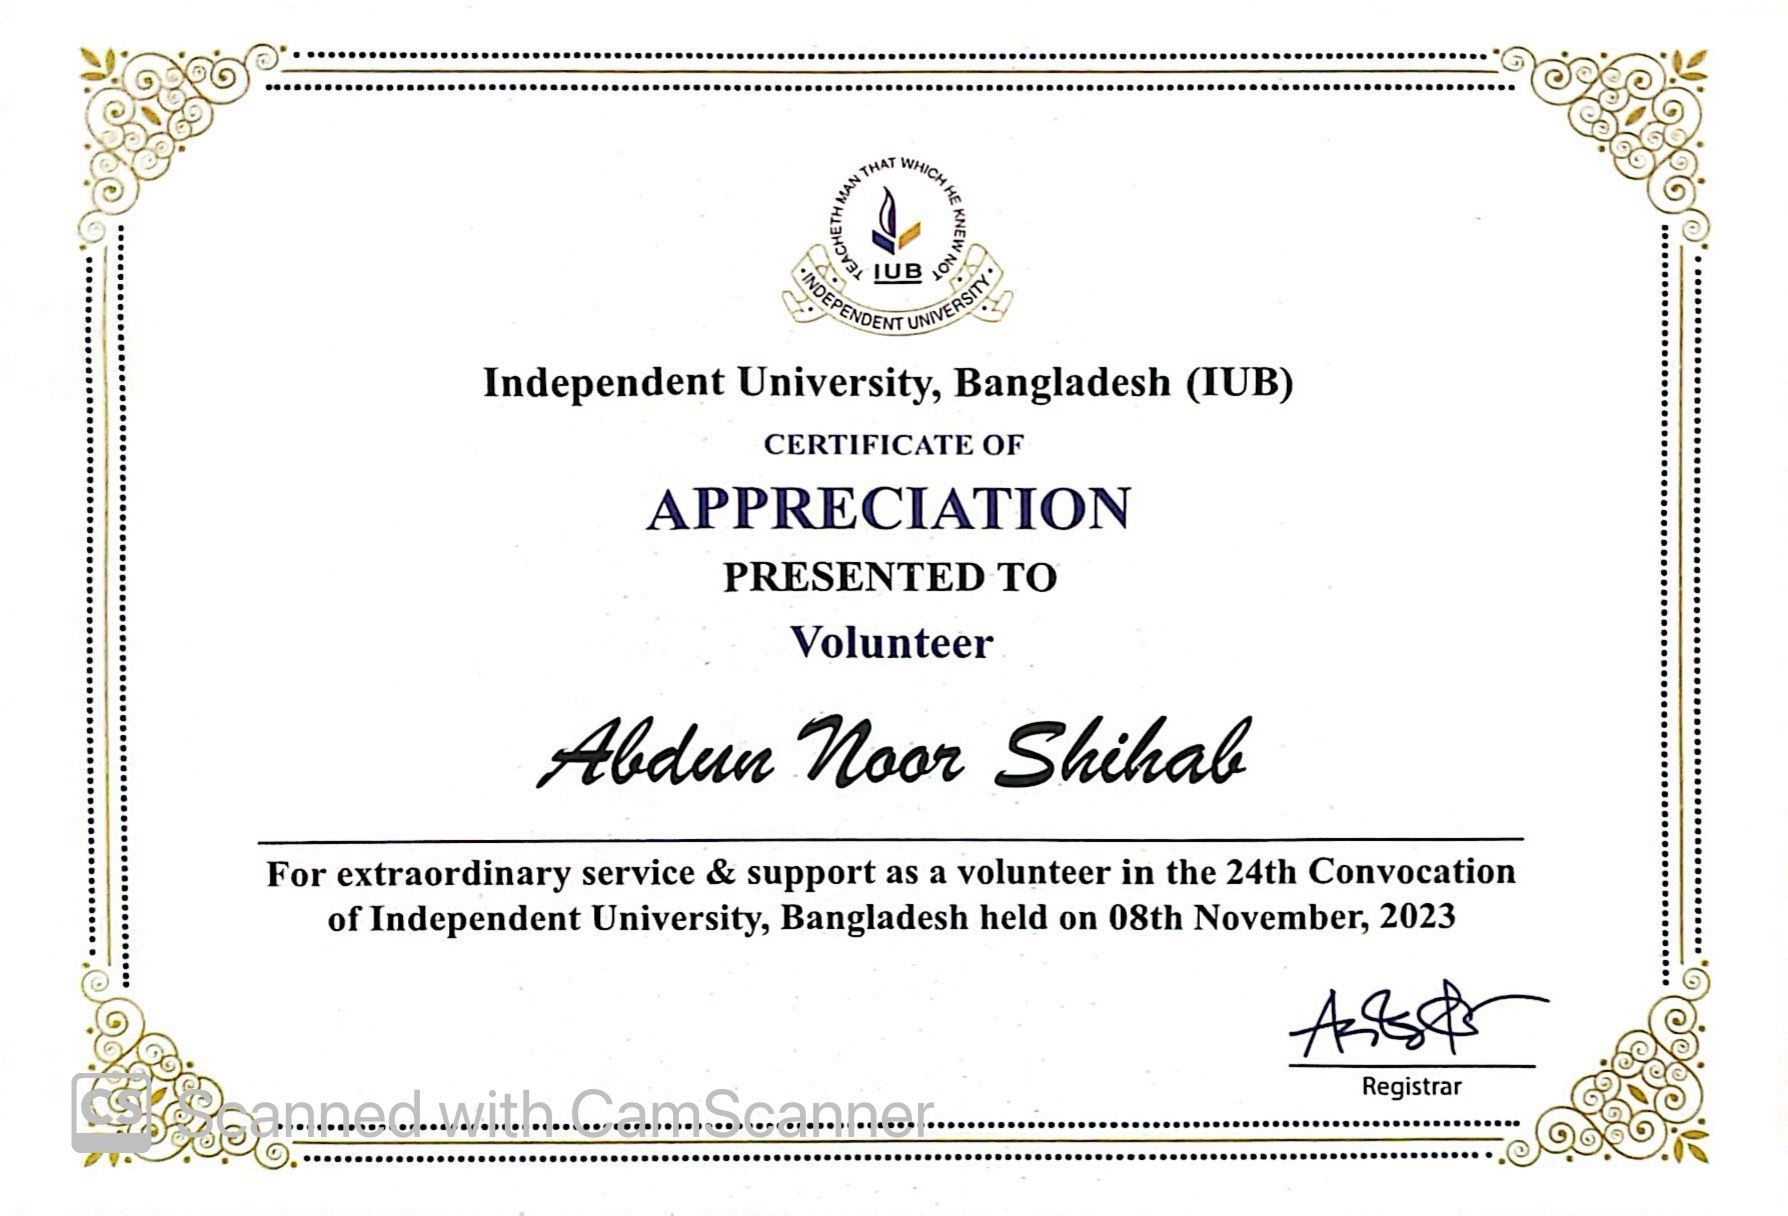 TEACHETH MAN THAT WHICH HE KNEW NOT
IUB
• INDEPENDENT UNIVERSITY •
Independent University, Bangladesh (IUB)
CERTIFICATE OF
APPRECIATION
PRESENTED TO
Volunteer
Abdun Noor Shihab
For extraordinary service & support as a volunteer in the 24th Convocation
of Independent University, Bangladesh held on 08th November, 2023
Registrar
CS Scanned with CamScanner